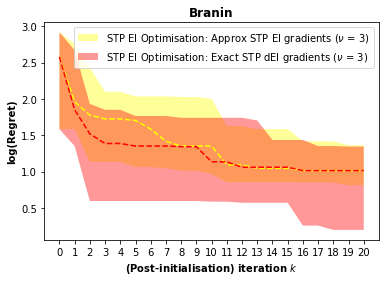 Branin
STP EI Optimisation: Approx STP EI gradients (ν = 3)
STP EI Optimisation: Exact STP dEI gradients (ν = 3)
3.0
2.5
2.0
1.5
1.0
0.5
log(Regret)
0 1 2 3 4 5 6 7 8 9 10 11 12 13 14 15 16 17 18 19 20
(Post-initialisation) iteration k